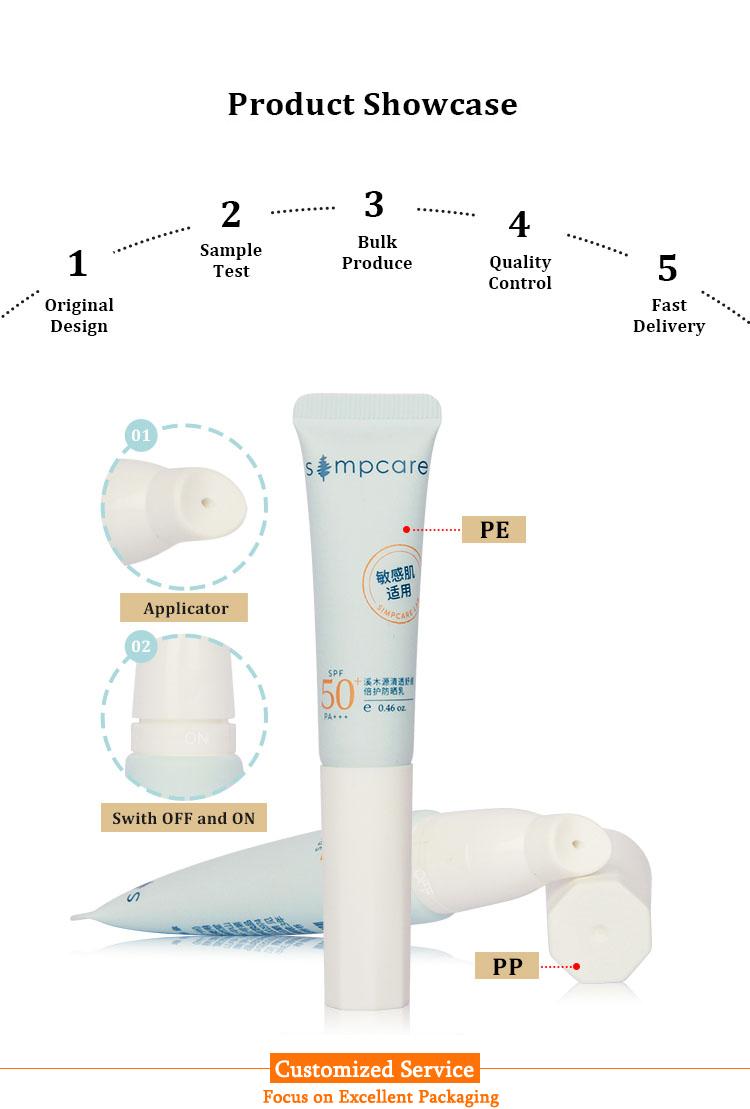 Product Showcase
1
Original
Design
2
Sample
Test
3
Bulk
Produce
4
Quality
Control
5
Fast
Delivery
01
Applicator
02
ON
Swith OFF and ON
simpcare
PE
敏感肌
适用
SIMPCARE
SPF
50+
PA+++
溪木源清透舒缓
倍护防晒乳
e 0.46 oz.
OFF
PP
Customized Service
Focus on Excellent Packaging